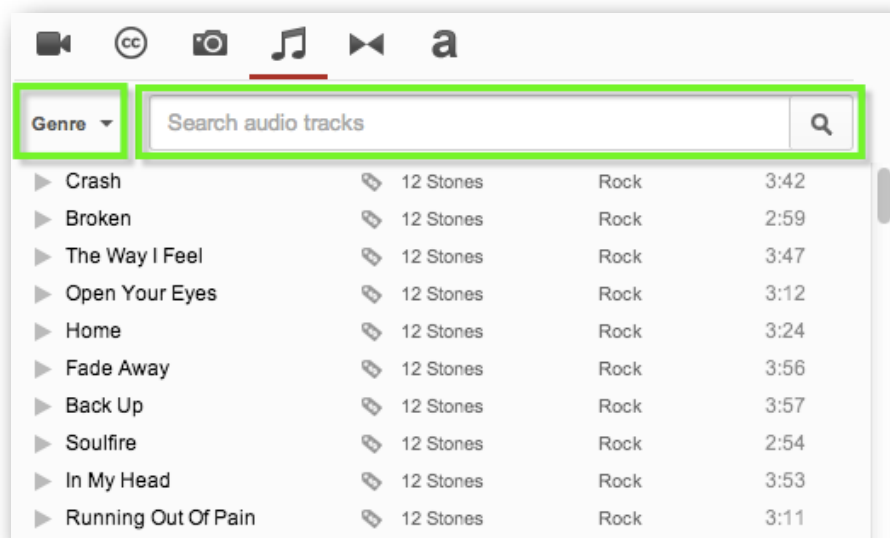 cc a
Genre Search audio tracks
Crash 12 Stones Rock 3:42
Broken 12 Stones Rock 2:59
The Way I Feel 12 Stones Rock 3:47
Open Your Eyes 12 Stones Rock 3:12
Home 12 Stones Rock 3:24
Fade Away 12 Stones Rock 3:56
Back Up 12 Stones Rock 3:57
Soulfire 12 Stones Rock 2:54
In My Head 12 Stones Rock 3:53
Running Out Of Pain 12 Stones Rock 3:11